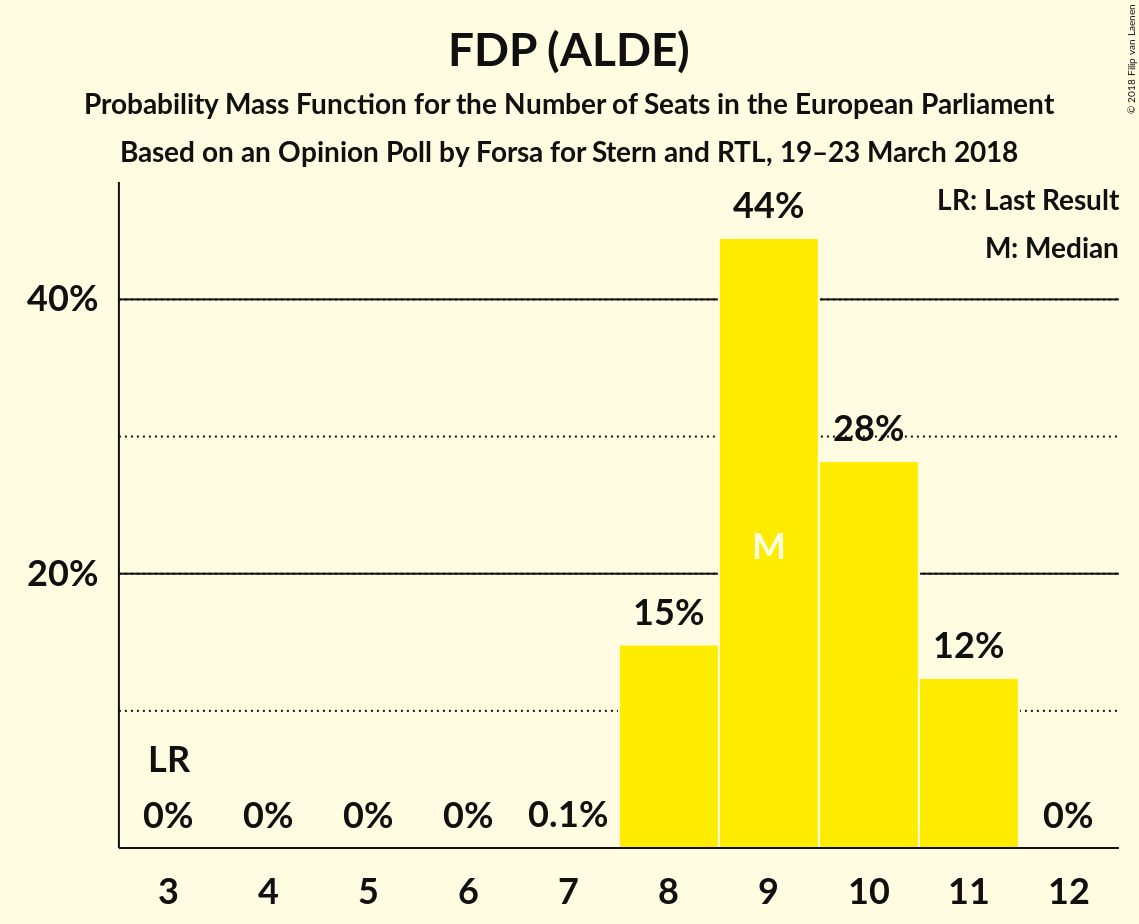 FDP (ALDE)
Probability Mass Function for the Number of Seats in the European Parliament
Based on an Opinion Poll by Forsa for Stern and RTL, 19–23 March 2018
© 2018 Filip van Laenen
LR: Last Result
M: Median
44%
40%
28%
M
20%
15%
12%
LR
0%
0%
0%
0%
0.1%
0%
3 4 5 6 7 8 9 10 11 12